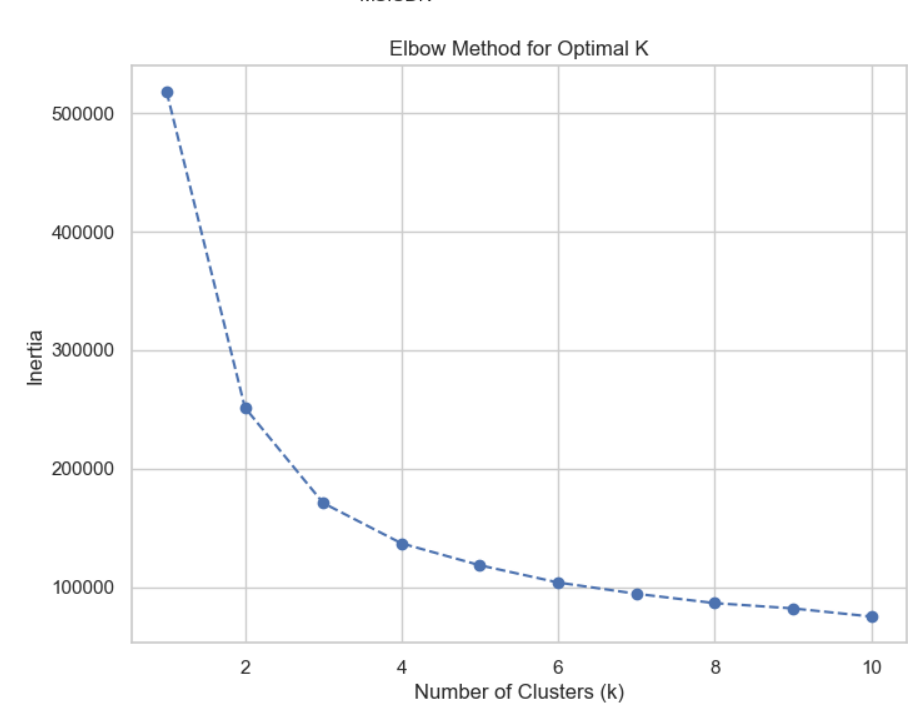 Elbow Method for Optimal K
500000
400000
300000
200000
100000
Inertia
2 4 6 8 10
Number of Clusters (k)